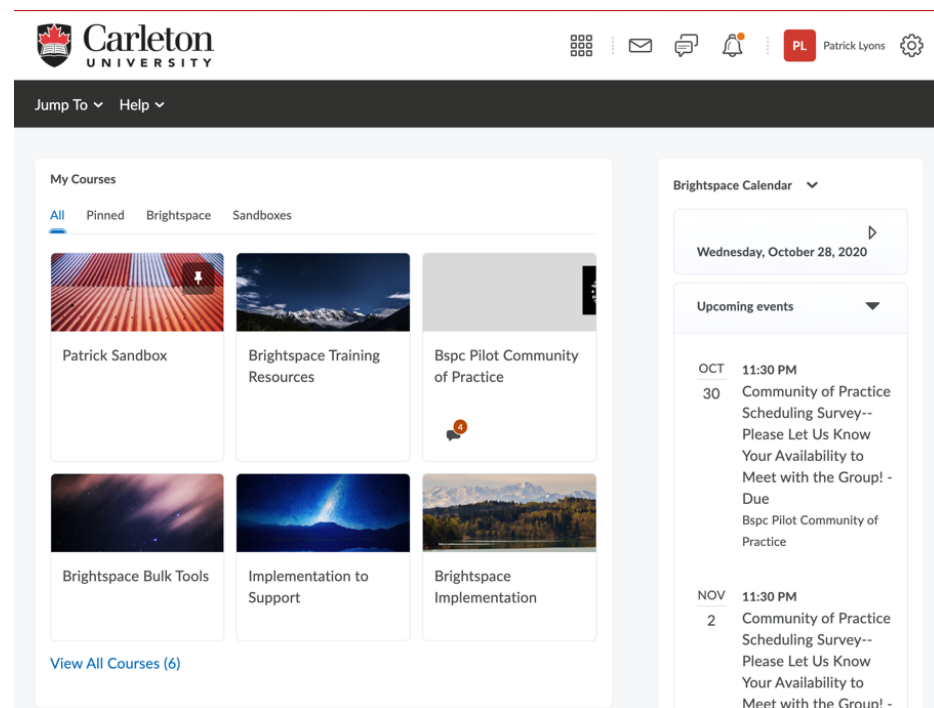 Carleton
UNIVERSITY
PL
Patrick Lyons
Jump To
Help
My Courses
All
Pinned
Brightspace
Sandboxes
Patrick Sandbox
Brightspace Training
Resources
Bspc Pilot Community
of Practice
4
Brightspace Bulk Tools
Implementation to
Support
Brightspace
Implementation
View All Courses (6)
Brightspace Calendar
Wednesday, October 28, 2020
Upcoming events
OCT
30
11:30 PM
Community of Practice
Scheduling Survey--
Please Let Us Know
Your Availability to
Meet with the Group! -
Due
Bspc Pilot Community of
Practice
NOV
2
11:30 PM
Community of Practice
Scheduling Survey--
Please Let Us Know
Your Availability to
Meet with the Group! -